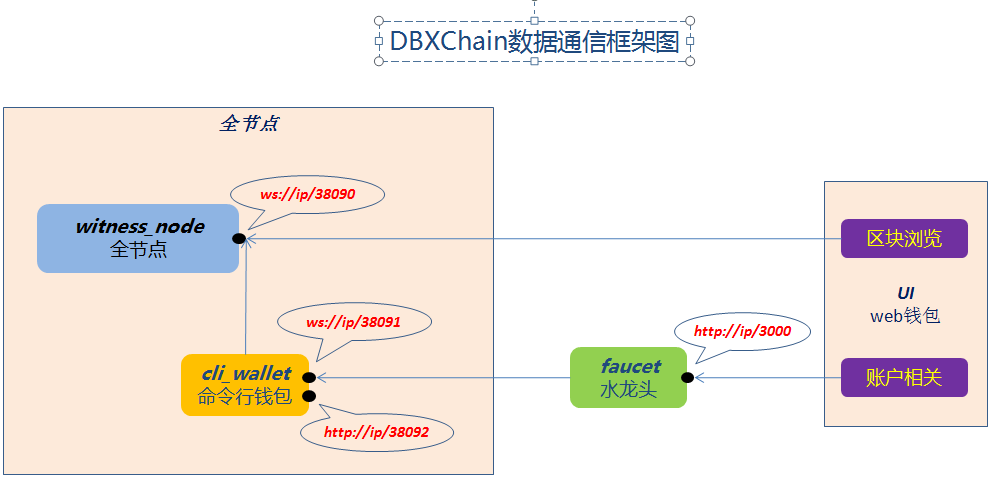 DBXChain数据通信框架图
全节点
ws://ip/38090
witness_node
全节点
区块浏览
UI
web钱包
ws://ip/38091
http://ip/3000
cli_wallet
命令行钱包
faucet
水龙头
账户相关
http://ip/38092